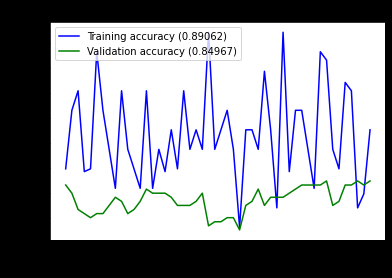 Training accuracy (0.89062)
Validation accuracy (0.84967)